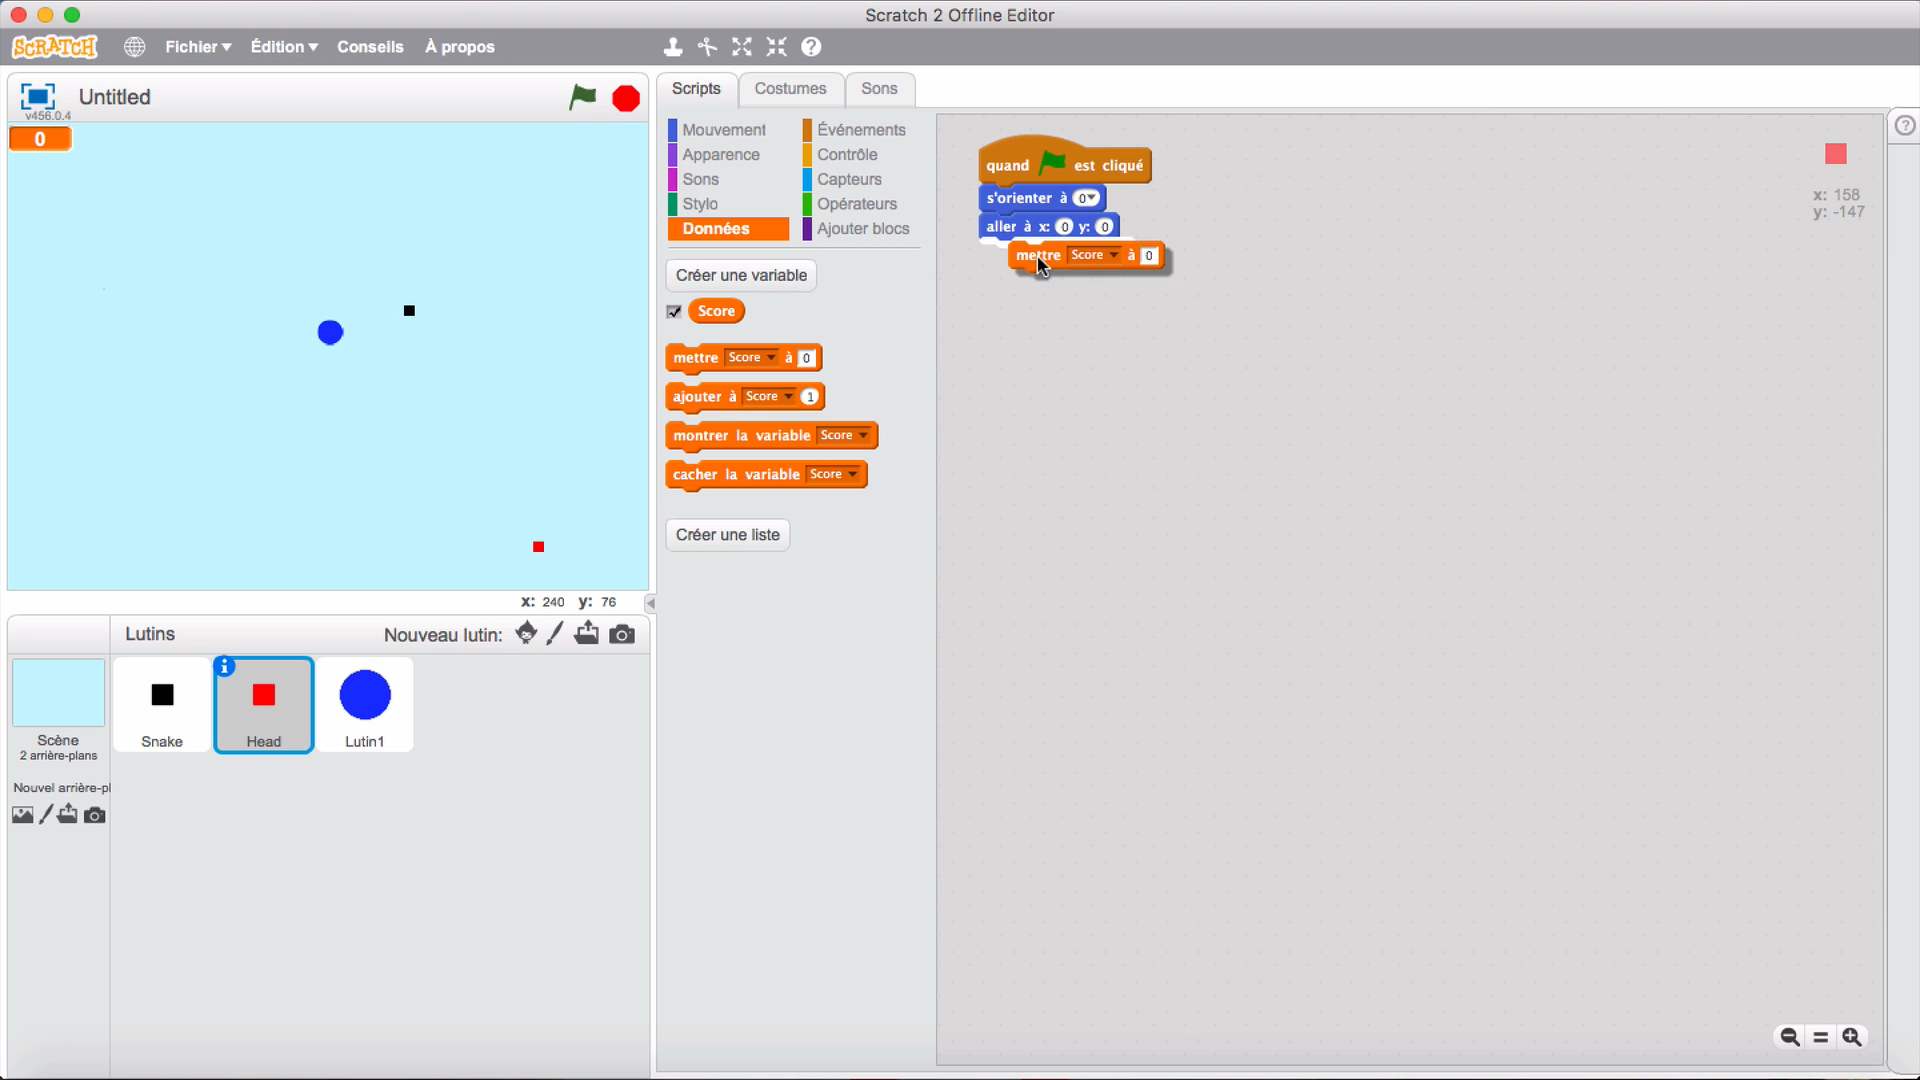 Scratch 2 Offline Editor
SCRATCH
Fichier
Édition
Conseils
À propos
Untitled
v456.0.4
0
x: 240 y: 76
Lutins
Nouveau lutin:
Scène
2 arrière-plans
Nouvel arrière-pl
Snake
Head
Lutin1
Scripts
Costumes
Sons
Mouvement
Événements
Apparence
Contrôle
Sons
Capteurs
Stylo
Opérateurs
Données
Ajouter blocs
Créer une variable
Score
mettre Score à 0
ajouter à Score 1
montrer la variable Score
cacher la variable Score
Créer une liste
quand est cliqué
s'orienter à 0
aller à x: 0 y: 0
mettre Score à 0
x: 158
y: -147